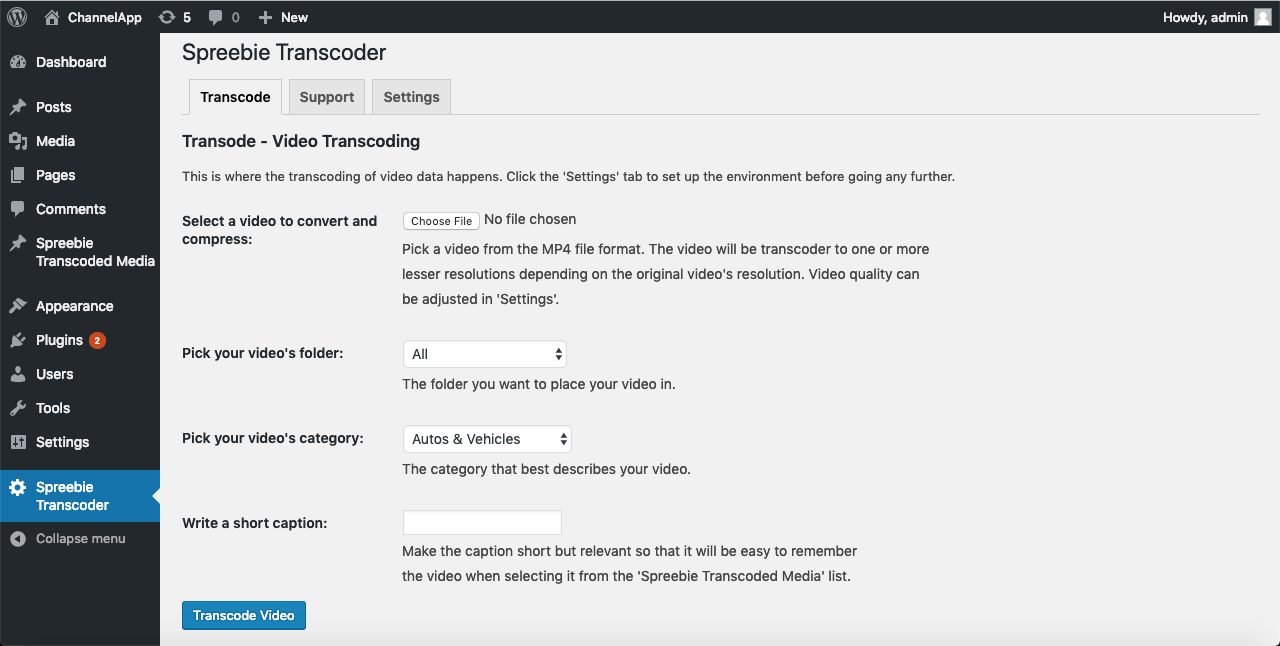 ChannelApp 5 0 New Howdy, admin
Dashboard
Posts
Media
Pages
Comments
Spreebie
Transcoded Media
Appearance
Plugins 2
Users
Tools
Settings
Spreebie
Transcoder
Collapse menu
Spreebie Transcoder
Transcode Support Settings
Transode - Video Transcoding
This is where the transcoding of video data happens. Click the 'Settings' tab to set up the environment before going any further.
Select a video to convert and
compress:
Choose File No file chosen
Pick a video from the MP4 file format. The video will be transcoder to one or more
lesser resolutions depending on the original video's resolution. Video quality can
be adjusted in 'Settings'.
Pick your video's folder:
All
The folder you want to place your video in.
Pick your video's category:
Autos & Vehicles
The category that best describes your video.
Write a short caption:
Make the caption short but relevant so that it will be easy to remember
the video when selecting it from the 'Spreebie Transcoded Media' list.
Transcode Video